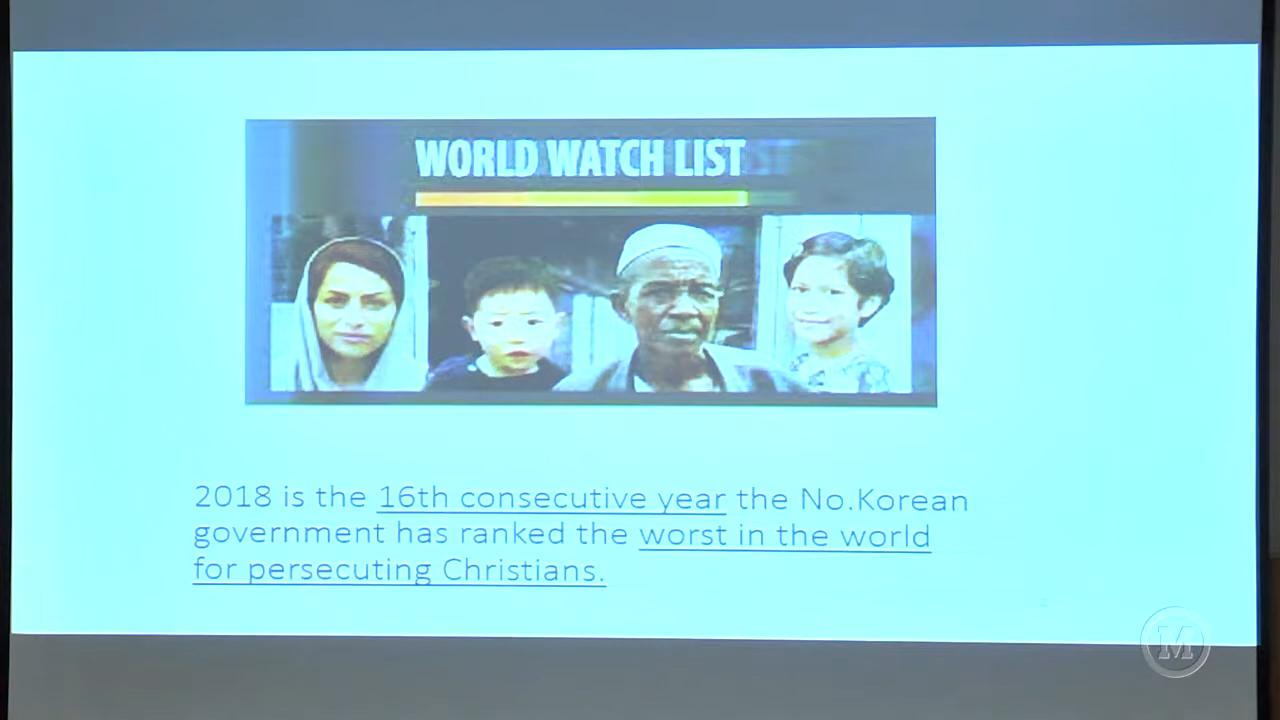 WORLD WATCH LIST
2018 is the 16th consecutive year the No.Korean
government has ranked the worst in the world
for persecuting Christians.
M